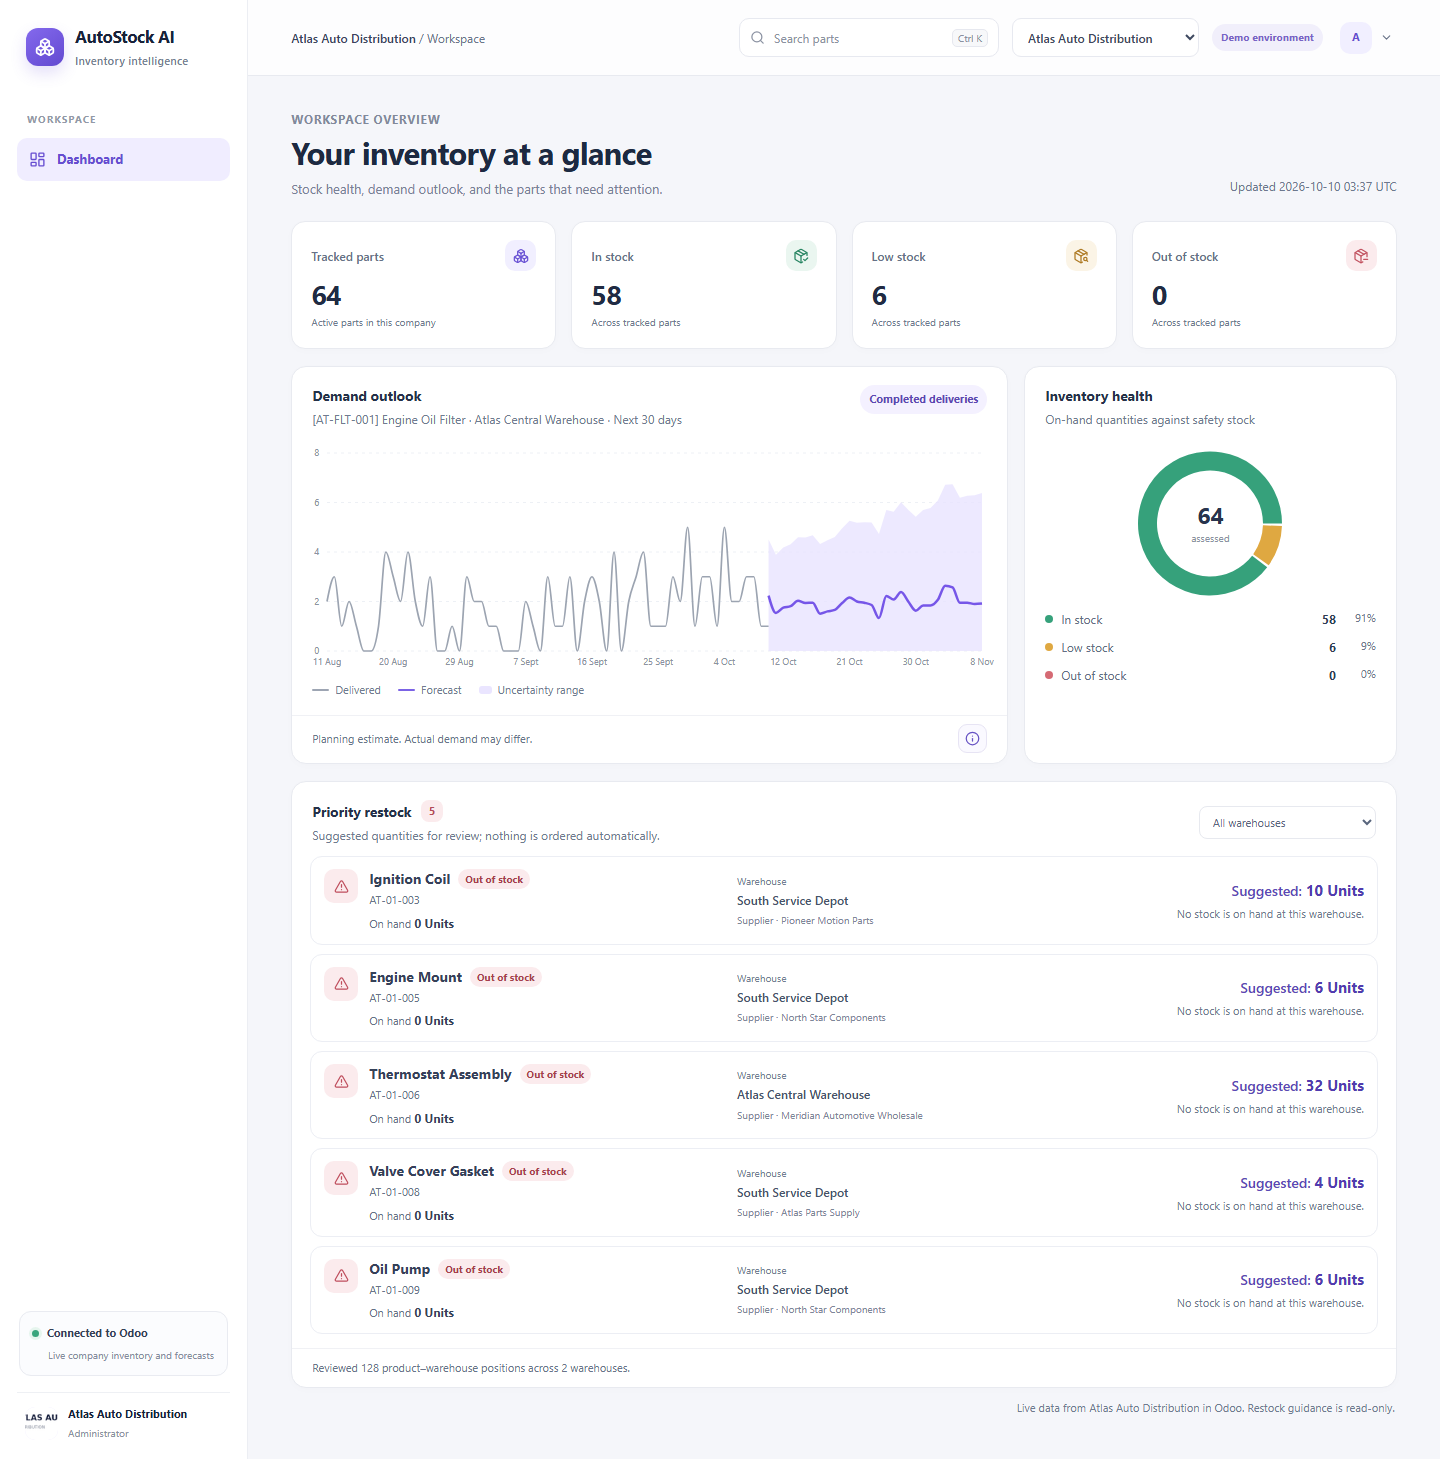 AutoStock AI
Inventory intelligence
WORKSPACE
Dashboard
Connected to Odoo
Live company inventory and forecasts
LAS AU
Atlas Auto Distribution
Administrator
Atlas Auto Distribution / Workspace
Search parts
Ctrl K
Atlas Auto Distribution
Demo environment
A
WORKSPACE OVERVIEW
Your inventory at a glance
Stock health, demand outlook, and the parts that need attention.
Updated 2026-10-10 03:37 UTC
Tracked parts
64
Active parts in this company
In stock
58
Across tracked parts
Low stock
6
Across tracked parts
Out of stock
0
Across tracked parts
Demand outlook
Completed deliveries
[AT-FLT-001] Engine Oil Filter · Atlas Central Warehouse · Next 30 days
8
6
4
2
0
11 Aug 20 Aug 29 Aug 7 Sept 16 Sept 25 Sept 4 Oct 12 Oct 21 Oct 30 Oct 8 Nov
Delivered Forecast Uncertainty range
Planning estimate. Actual demand may differ.
Inventory health
On-hand quantities against safety stock
64
assessed
In stock 58 91%
Low stock 6 9%
Out of stock 0 0%
Priority restock 5
Suggested quantities for review; nothing is ordered automatically.
All warehouses
Ignition Coil Out of stock
AT-01-003
On hand 0 Units
Warehouse
South Service Depot
Supplier · Pioneer Motion Parts
Suggested: 10 Units
No stock is on hand at this warehouse.
Engine Mount Out of stock
AT-01-005
On hand 0 Units
Warehouse
South Service Depot
Supplier · North Star Components
Suggested: 6 Units
No stock is on hand at this warehouse.
Thermostat Assembly Out of stock
AT-01-006
On hand 0 Units
Warehouse
Atlas Central Warehouse
Supplier · Meridian Automotive Wholesale
Suggested: 32 Units
No stock is on hand at this warehouse.
Valve Cover Gasket Out of stock
AT-01-008
On hand 0 Units
Warehouse
South Service Depot
Supplier · Atlas Parts Supply
Suggested: 4 Units
No stock is on hand at this warehouse.
Oil Pump Out of stock
AT-01-009
On hand 0 Units
Warehouse
South Service Depot
Supplier · North Star Components
Suggested: 6 Units
No stock is on hand at this warehouse.
Reviewed 128 product–warehouse positions across 2 warehouses.
Live data from Atlas Auto Distribution in Odoo. Restock guidance is read-only.